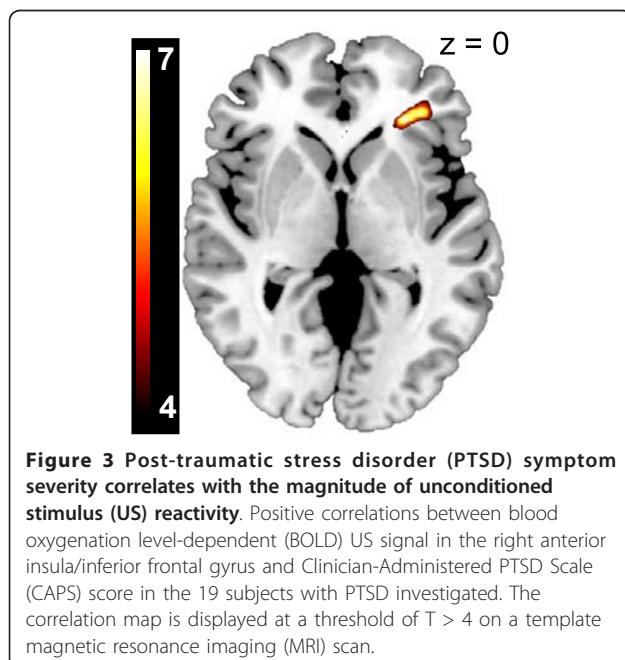 z = 0
7
4
Figure 3 Post-traumatic stress disorder (PTSD) symptom
severity correlates with the magnitude of unconditioned
stimulus (US) reactivity. Positive correlations between blood
oxygenation level-dependent (BOLD) US signal in the right anterior
insula/inferior frontal gyrus and Clinician-Administered PTSD Scale
(CAPS) score in the 19 subjects with PTSD investigated. The
correlation map is displayed at a threshold of T > 4 on a template
magnetic resonance imaging (MRI) scan.